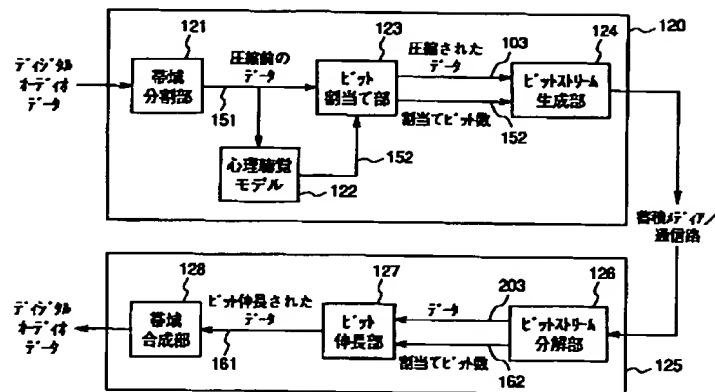 121
圧縮前の
データ
123
圧縮された
データ
103
124
120
ディジタル
オーディオ
データ
帯域
分割部
151
ビット
割当て部
割当てビット数
152
ビットストリーム
生成部
心理聴覚
モデル
122
152
蓄積メディア/
通信路
128
ビット伸長された
データ
127
データ
203
126
ディジタル
オーディオ
データ
帯域
合成部
161
ビット
伸長部
割当てビット数
162
ビットストリーム
分解部
125